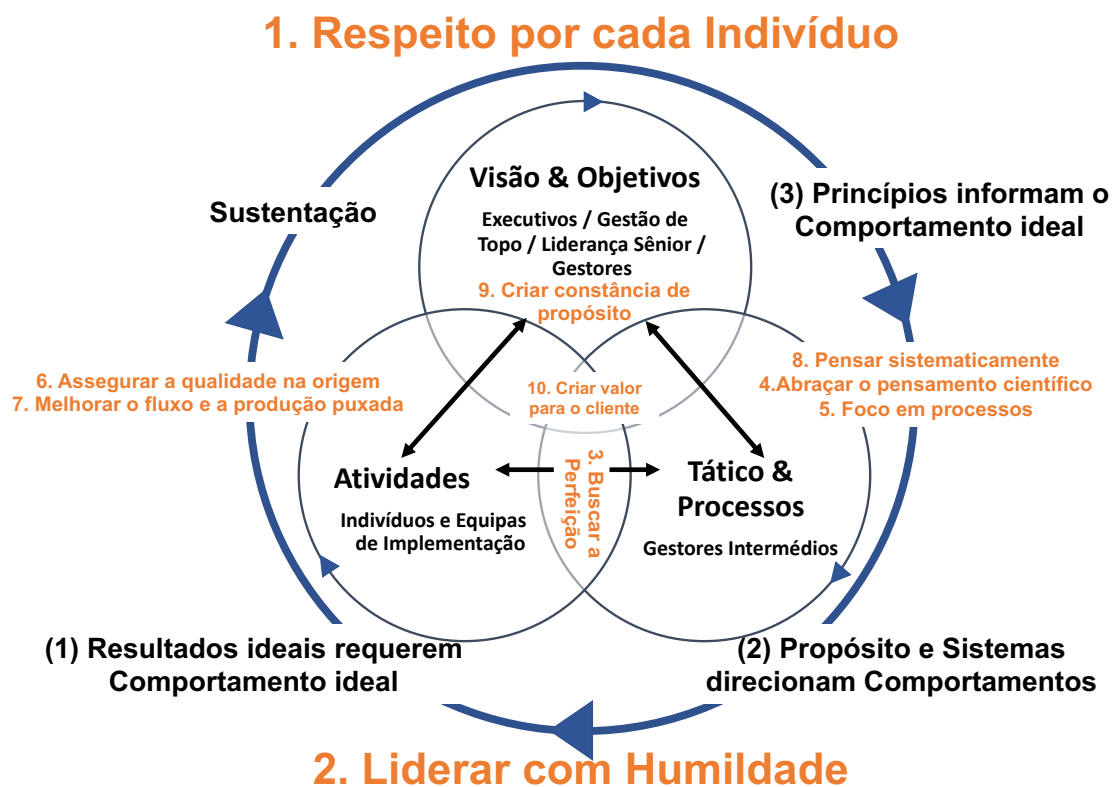 1. Respeito por cada Indivíduo
Visão & Objetivos
Executivos / Gestão de
Topo / Liderança Sênior /
Gestores
9. Criar constância de
propósito
Sustentação
(3) Princípios informam o
Comportamento ideal
6. Assegurar a qualidade na origem
7. Melhorar o fluxo e a produção puxada
10. Criar valor
para o cliente
8. Pensar sistematicamente
4.Abraçar o pensamento científico
5. Foco em processos
Atividades
Indivíduos e Equipas
de Implementação
3. Buscar a
Perfeição
Tático &
Processos
Gestores Intermédios
(1) Resultados ideais requerem
Comportamento ideal
(2) Propósito e Sistemas
direcionam Comportamentos
2. Liderar com Humildade